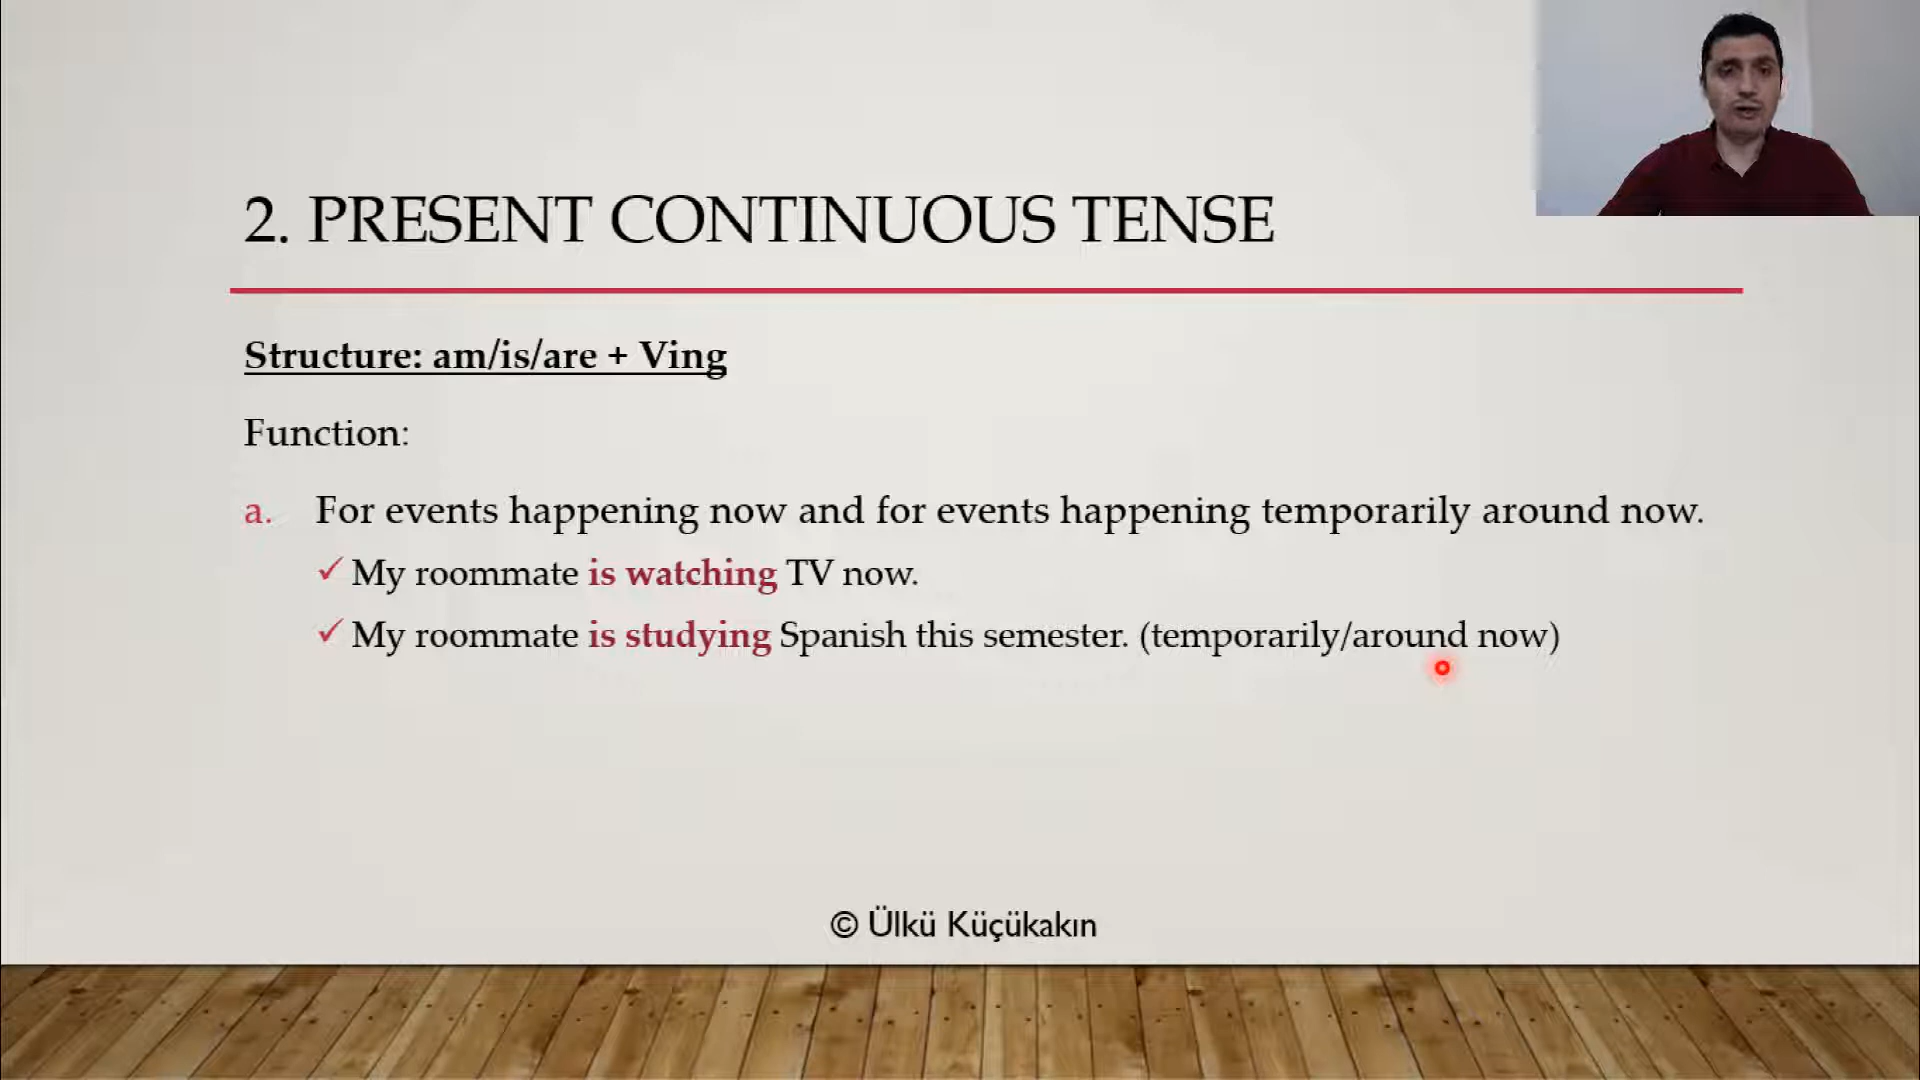 2. PRESENT CONTINUOUS TENSE
Structure: am/is/are + Ving
Function:
a. For events happening now and for events happening temporarily around now.
✓ My roommate is watching TV now.
✓ My roommate is studying Spanish this semester. (temporarily/around now)
© Ülkü Küçükakın